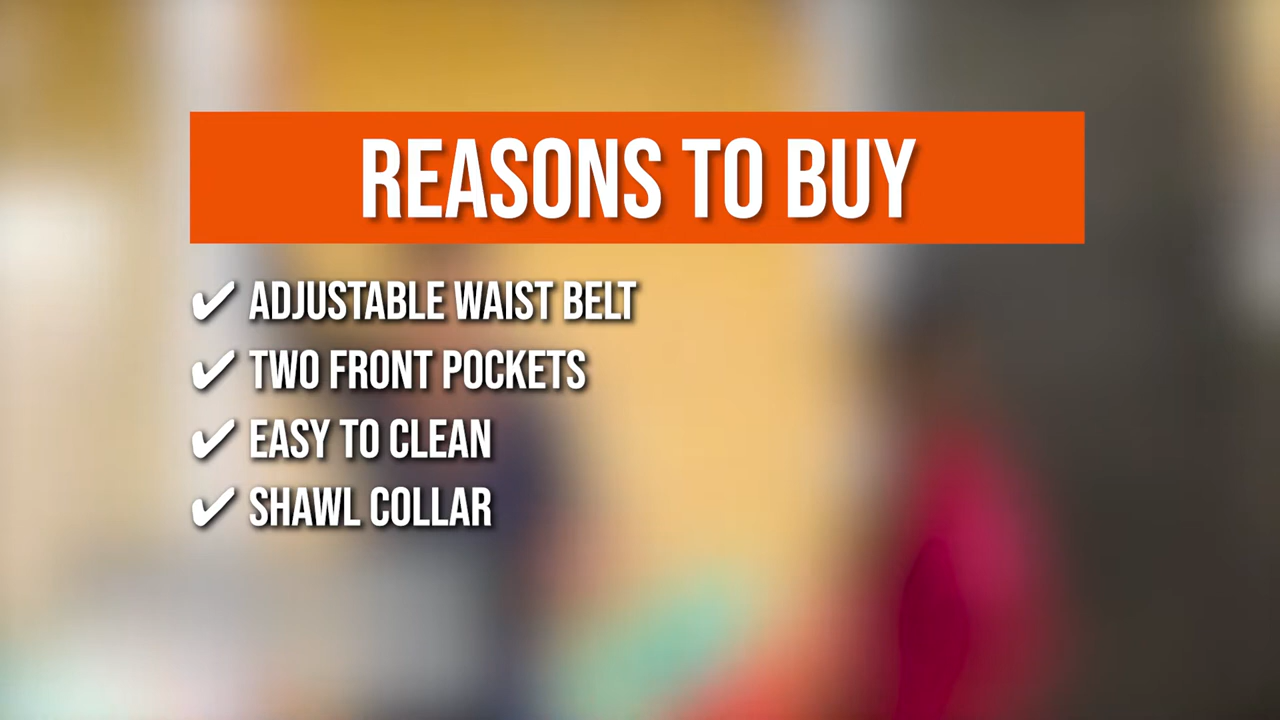 REASONS TO BUY
✔ ADJUSTABLE WAIST BELT
✔ TWO FRONT POCKETS
✔ EASY TO CLEAN
✔ SHAWL COLLAR